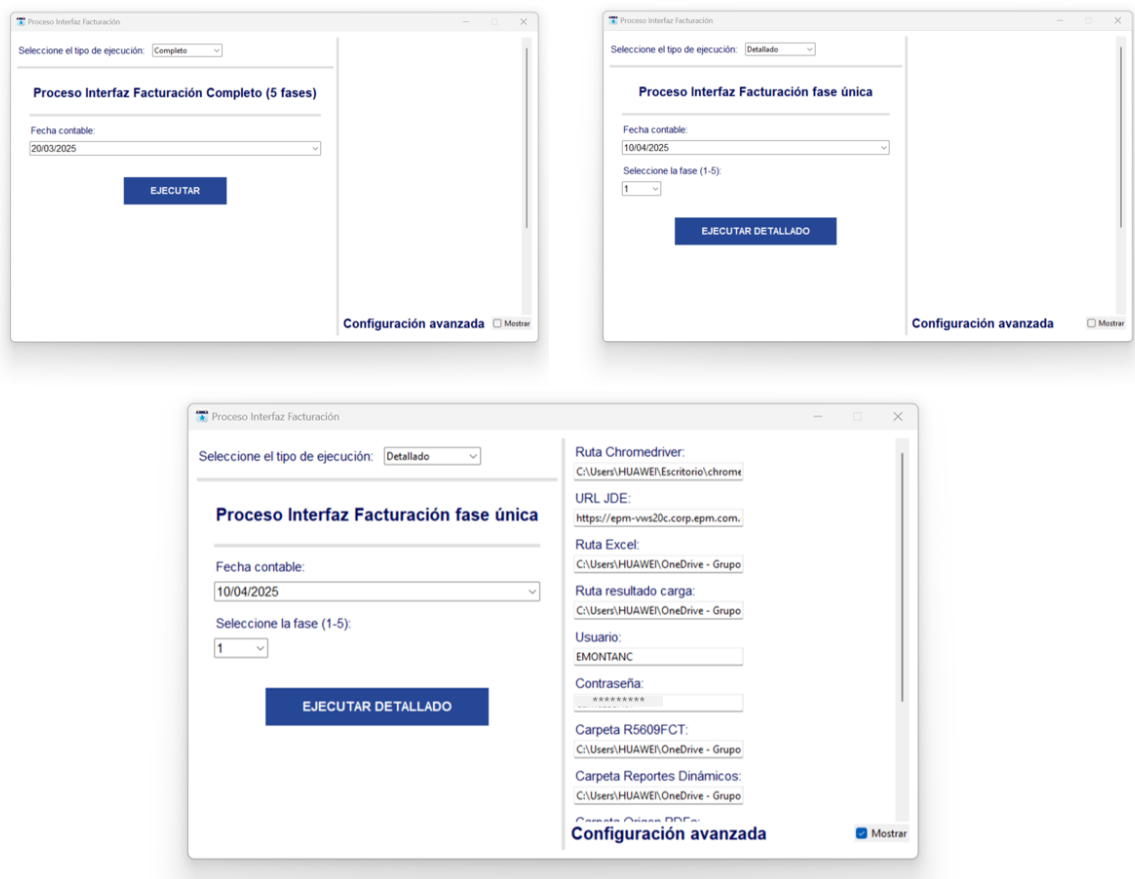 Proceso Interfaz Facturación
Seleccione el tipo de ejecución: Completo
Proceso Interfaz Facturación Completo (5 fases)
Fecha contable:
20/03/2025
EJECUTAR
Configuración avanzada Mostrar
Proceso Interfaz Facturación
Seleccione el tipo de ejecución: Detallado
Proceso Interfaz Facturación fase única
Fecha contable:
10/04/2025
Seleccione la fase (1-5):
1
EJECUTAR DETALLADO
Configuración avanzada Mostrar
Proceso Interfaz Facturación
Seleccione el tipo de ejecución: Detallado
Proceso Interfaz Facturación fase única
Fecha contable:
10/04/2025
Seleccione la fase (1-5):
1
EJECUTAR DETALLADO
Ruta Chromedriver:
C:\Users\HUAWEI\Escritorio\chrome
URL JDE:
https://epm-vws20c.corp.epm.com.
Ruta Excel:
C:\Users\HUAWEI\OneDrive - Grupo
Ruta resultado carga:
C:\Users\HUAWEI\OneDrive - Grupo
Usuario:
EMONTANC
Contraseña:
*********
Carpeta R5609FCT:
C:\Users\HUAWEI\OneDrive - Grupo
Carpeta Reportes Dinámicos:
C:\Users\HUAWEI\OneDrive - Grupo
Carpeta Origen PDFs:
Configuración avanzada Mostrar